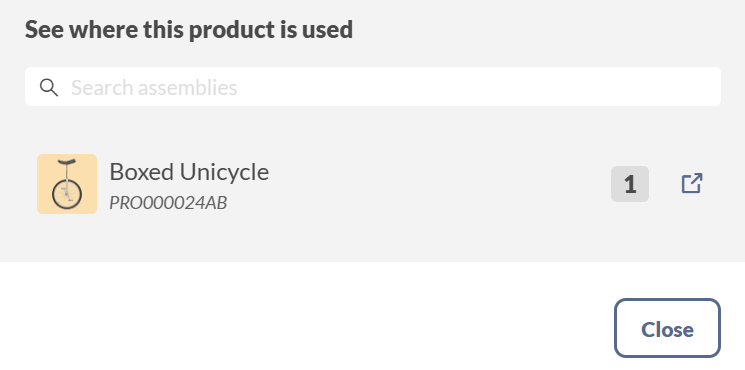 See where this product is used
Search assemblies
Boxed Unicycle
1
PRO000024AB
Close